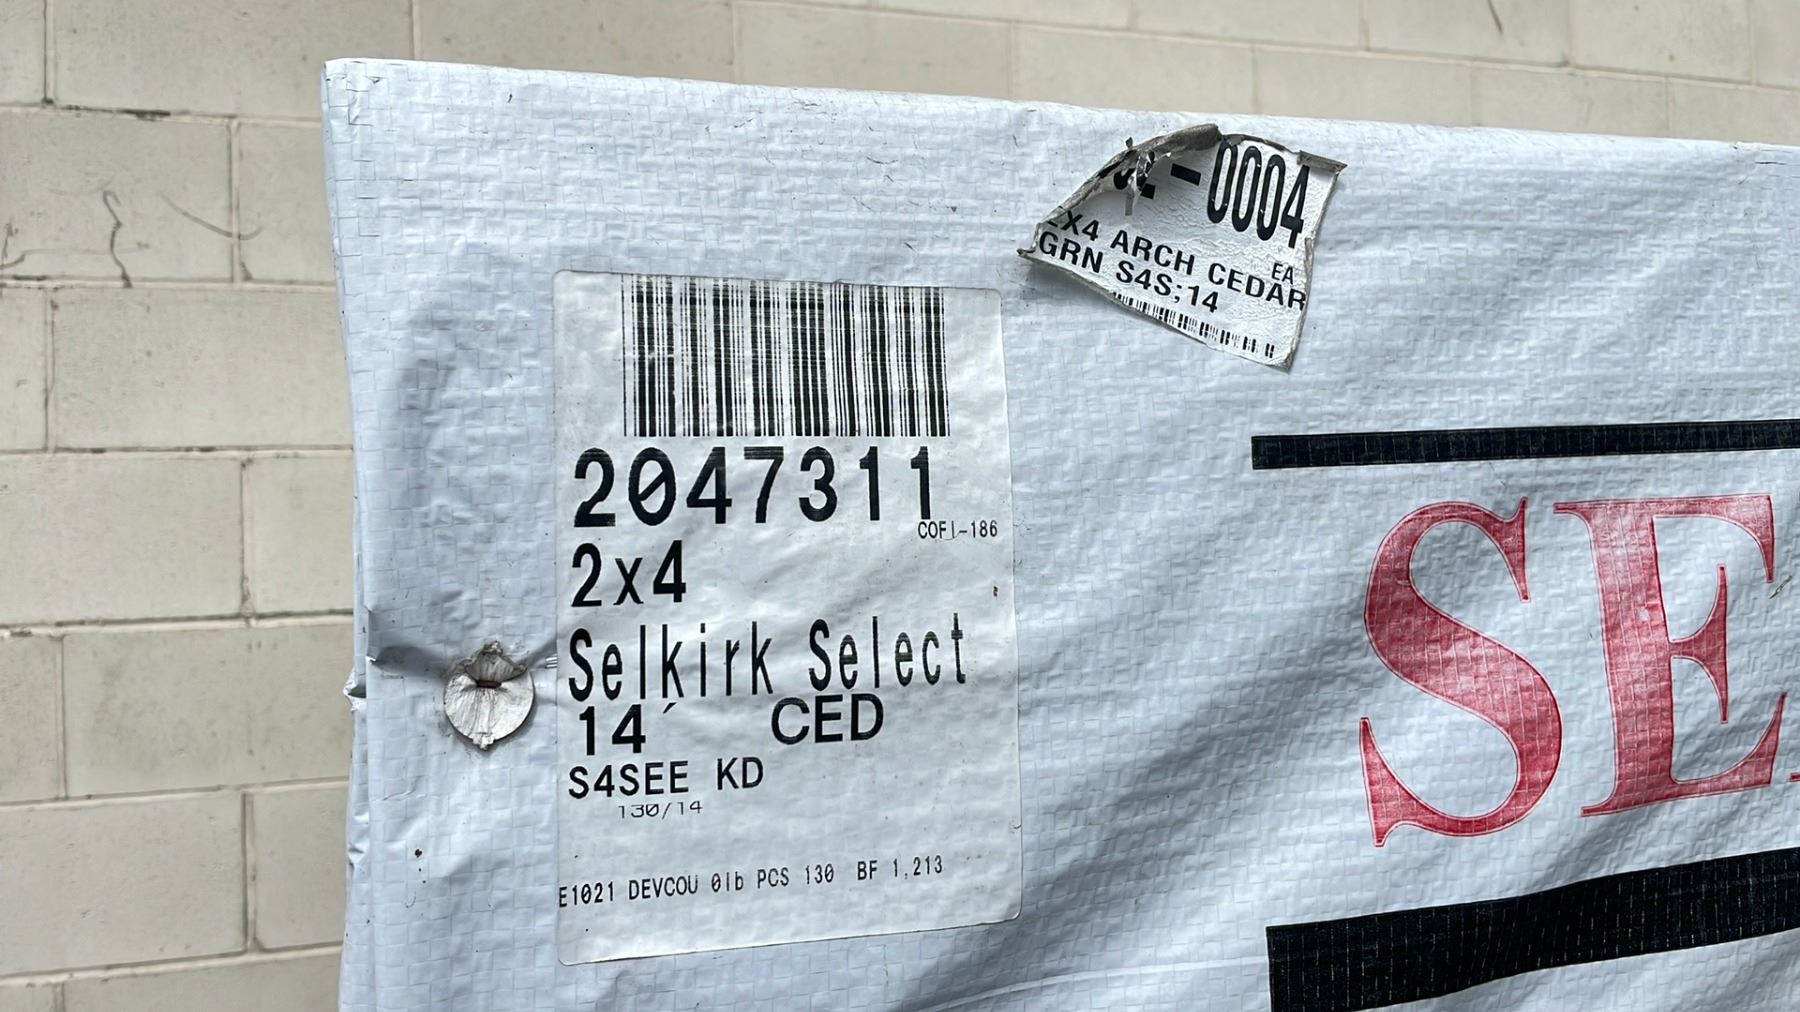 -0004
EA
2X4 ARCH CEDAR
GRN S4S;14
2047311
COFI-186
2x4
Selkirk Select
14´ CED
S4SEE KD
130/14
E1021 DEVCOU 0lb PCS 130 BF 1,213
SE